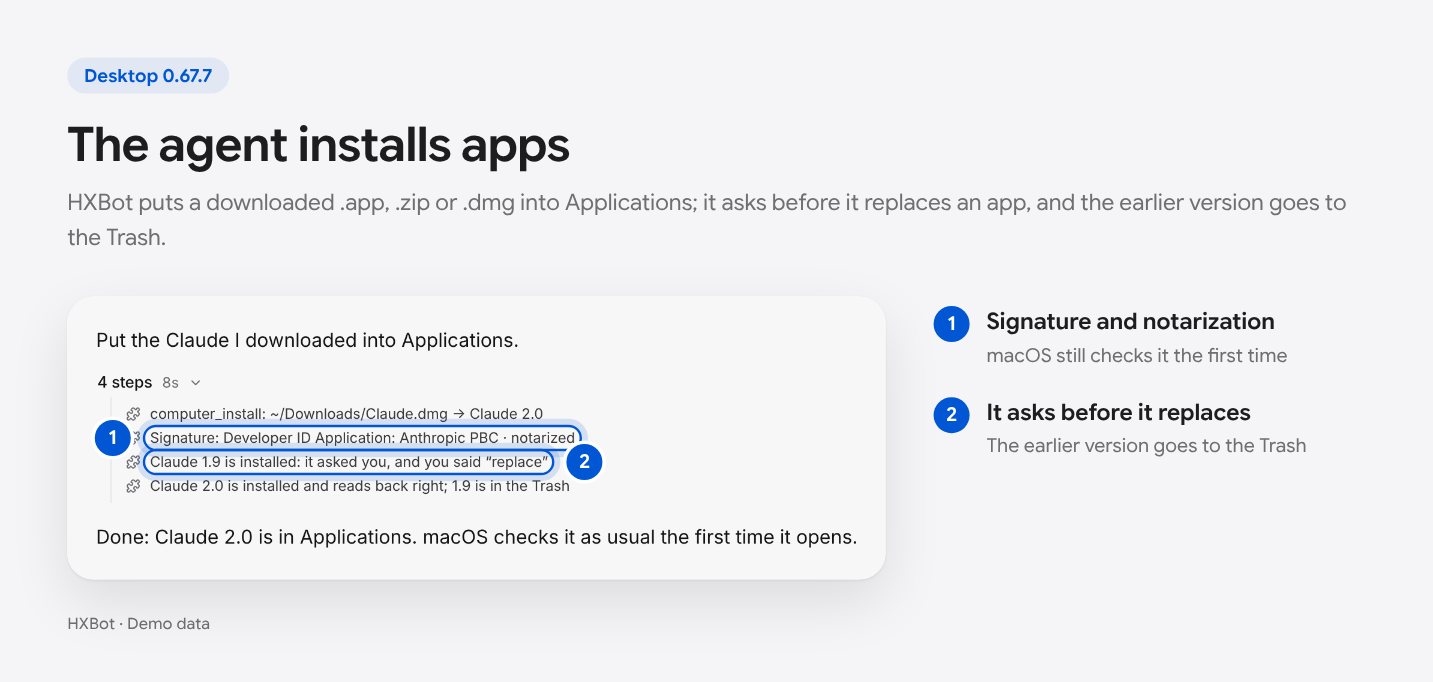 Desktop 0.67.7
The agent installs apps
HXBot puts a downloaded .app, .zip or .dmg into Applications; it asks before it replaces an app, and the earlier version goes to
the Trash.
Put the Claude I downloaded into Applications.
4 steps 8s
computer_install: ~/Downloads/Claude.dmg → Claude 2.0
1 Signature: Developer ID Application: Anthropic PBC · notarized
Claude 1.9 is installed: it asked you, and you said “replace” 2
Claude 2.0 is installed and reads back right; 1.9 is in the Trash
Done: Claude 2.0 is in Applications. macOS checks it as usual the first time it opens.
1 Signature and notarization
macOS still checks it the first time
2 It asks before it replaces
The earlier version goes to the Trash
HXBot · Demo data